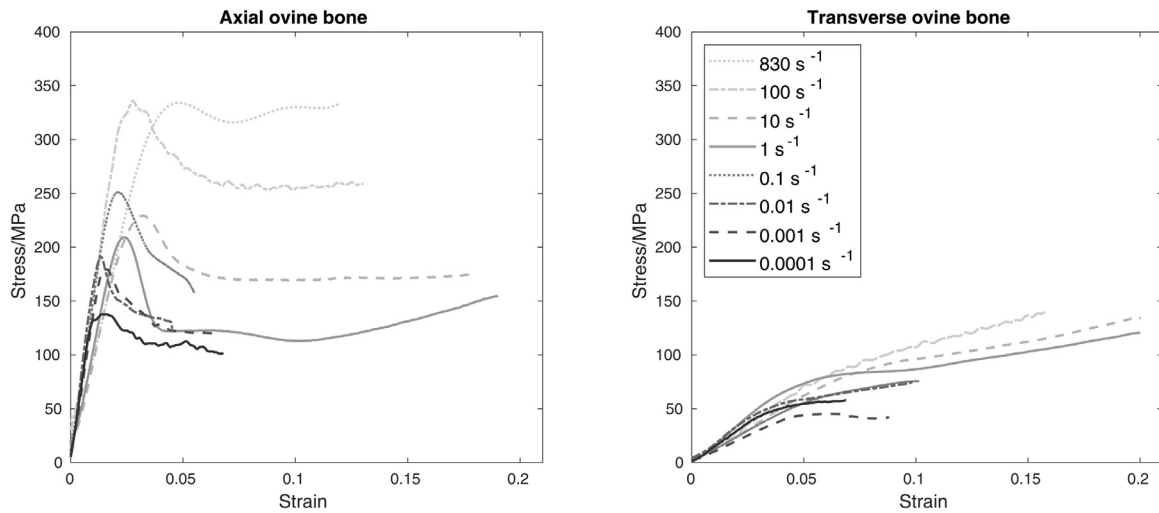 Axial ovine bone
400
350
300
250
200
150
100
50
0
Stress/MPa
0
0.05
0.1
0.15
0.2
Strain
Transverse ovine bone
400
350
300
250
200
150
100
50
0
Stress/MPa
0
0.05
0.1
0.15
0.2
Strain
830 s⁻¹
100 s⁻¹
10 s⁻¹
1 s⁻¹
0.1 s⁻¹
0.01 s⁻¹
0.001 s⁻¹
0.0001 s⁻¹